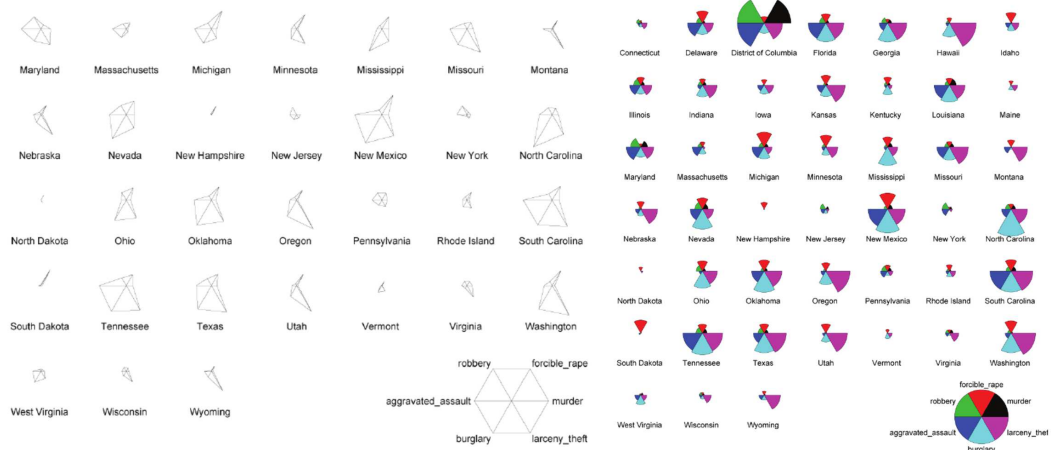 Maryland Massachusetts Michigan Minnesota Mississippi Missouri Montana
Nebraska Nevada New Hampshire New Jersey New Mexico New York North Carolina
North Dakota Ohio Oklahoma Oregon Pennsylvania Rhode Island South Carolina
South Dakota Tennessee Texas Utah Vermont Virginia Washington
robbery forcible_rape
aggravated_assault murder
West Virginia Wisconsin Wyoming
burglary larceny_theft
Connecticut Delaware District of Columbia Florida Georgia Hawaii Idaho
Illinois Indiana Iowa Kansas Kentucky Louisiana Maine
Maryland Massachusetts Michigan Minnesota Mississippi Missouri Montana
Nebraska Nevada New Hampshire New Jersey New Mexico New York North Carolina
North Dakota Ohio Oklahoma Oregon Pennsylvania Rhode Island South Carolina
South Dakota Tennessee Texas Utah Vermont Virginia Washington
forcible_rape
robbery murder
West Virginia Wisconsin Wyoming
aggravated_assault
burglary